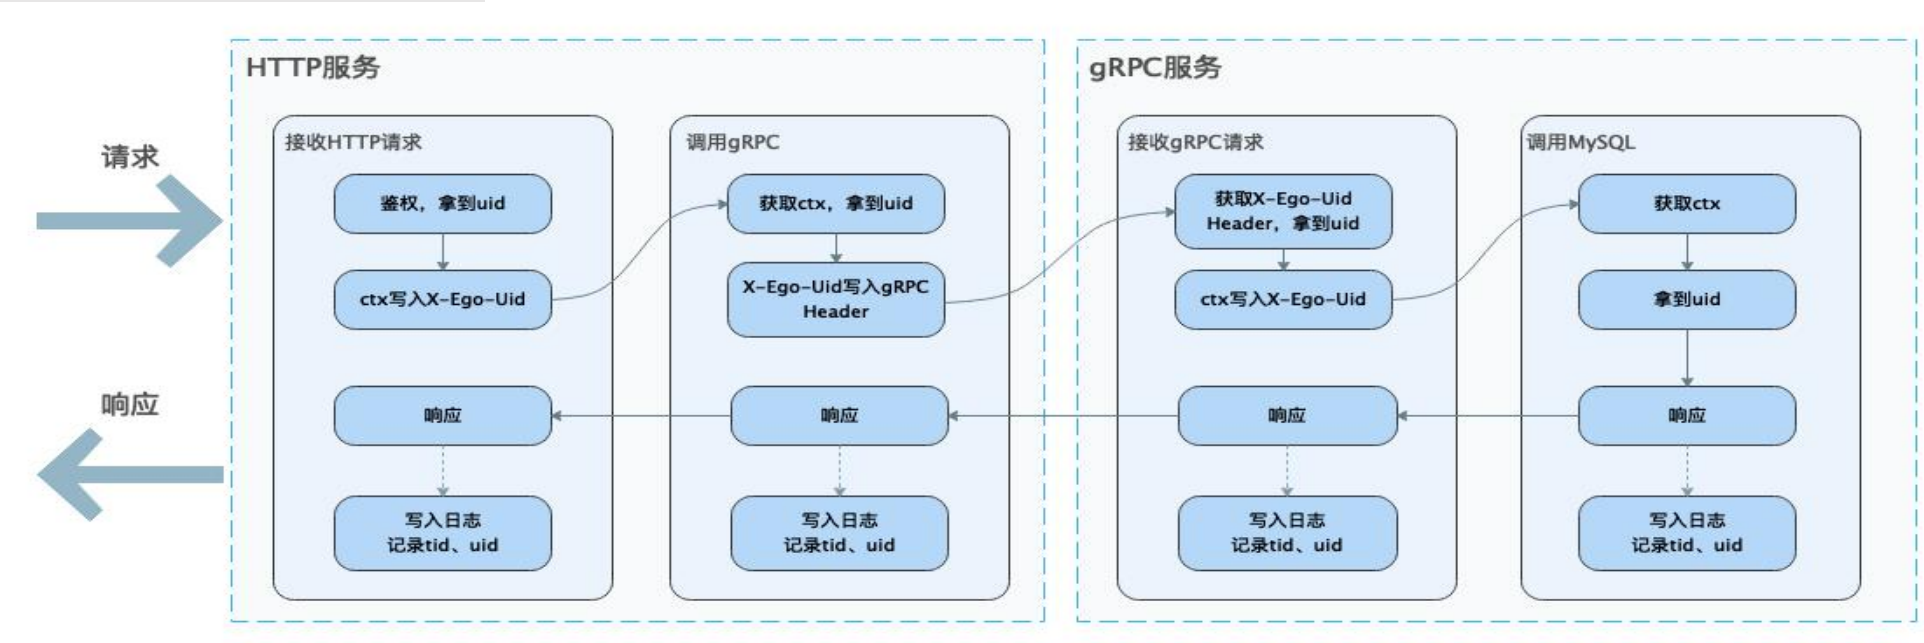 HTTP服务
gRPC服务
请求
响应
接收HTTP请求
鉴权，拿到uid
ctx写入X-Ego-Uid
响应
写入日志
记录tid、uid
调用gRPC
获取ctx，拿到uid
X-Ego-Uid写入gRPC
Header
响应
写入日志
记录tid、uid
接收gRPC请求
获取X-Ego-Uid
Header，拿到uid
ctx写入X-Ego-Uid
响应
写入日志
记录tid、uid
调用MySQL
获取ctx
拿到uid
响应
写入日志
记录tid、uid